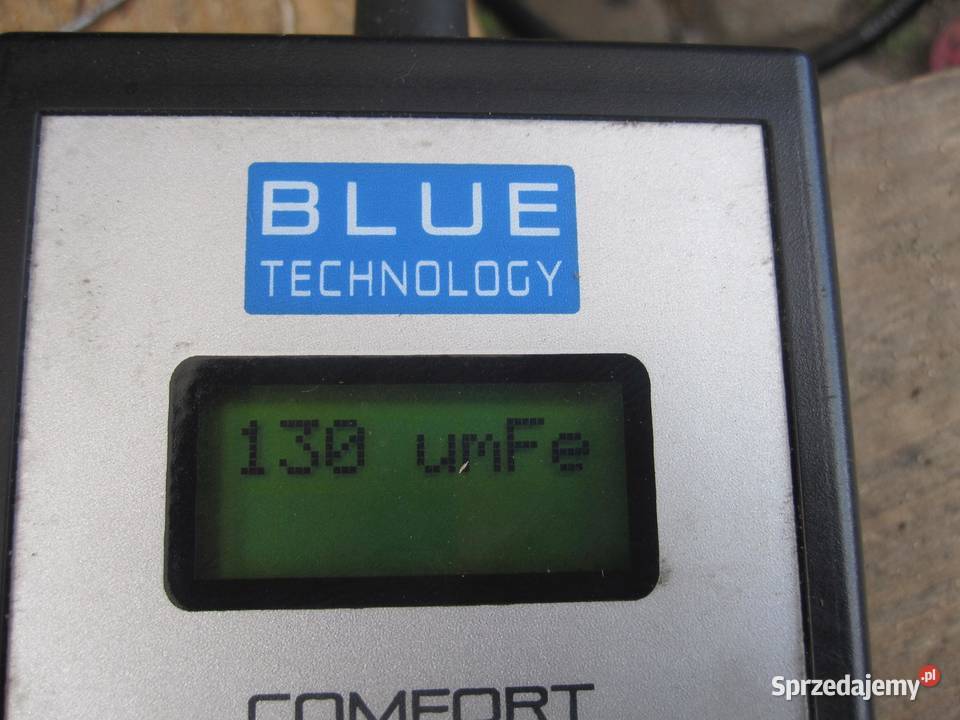 BLUE
TECHNOLOGY
130 umFe
COMFORT
Sprzedajemy.pl